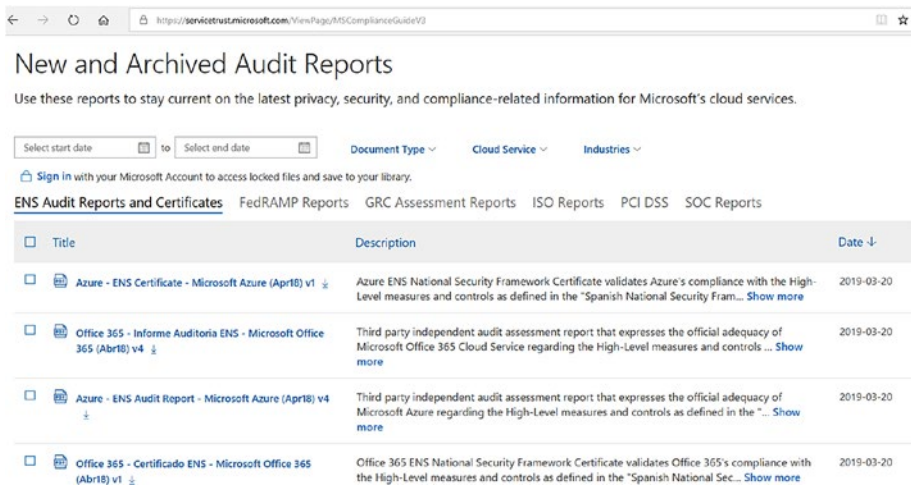 https://servicetrust.microsoft.com/ViewPage/MSComplianceGuideV3
New and Archived Audit Reports
Use these reports to stay current on the latest privacy, security, and compliance-related information for Microsoft's cloud services.
Select start date to Select end date Document Type Cloud Service Industries
Sign in with your Microsoft Account to access locked files and save to your library.
ENS Audit Reports and Certificates FedRAMP Reports GRC Assessment Reports ISO Reports PCI DSS SOC Reports
Title Description Date
Azure - ENS Certificate - Microsoft Azure (Apr18) v1
Azure ENS National Security Framework Certificate validates Azure's compliance with the High-
Level measures and controls as defined in the "Spanish National Security Fram... Show more
2019-03-20
Office 365 - Informe Auditoria ENS - Microsoft Office
365 (Abr18) v4
Third party independent audit assessment report that expresses the official adequacy of
Microsoft Office 365 Cloud Service regarding the High-Level measures and controls ... Show
more
2019-03-20
Azure - ENS Audit Report - Microsoft Azure (Apr18) v4
Third party independent audit assessment report that expresses the official adequacy of
Microsoft Azure regarding the High-Level measures and controls as defined in the "... Show
more
2019-03-20
Office 365 - Certificado ENS - Microsoft Office 365
(Abr18) v1
Office 365 ENS National Security Framework Certificate validates Office 365's compliance with
the High-Level measures and controls as defined in the "Spanish National Sec... Show more
2019-03-20